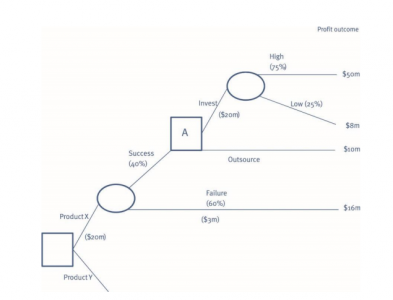 Profit outcome
High
(75%)
$50m
Invest
Low (25%)
($20m)
$8m
A
$10m
Success
(40%)
Outsource
Failure
(60%)
Product X
$16m
($3m)
($20m)
Product Y